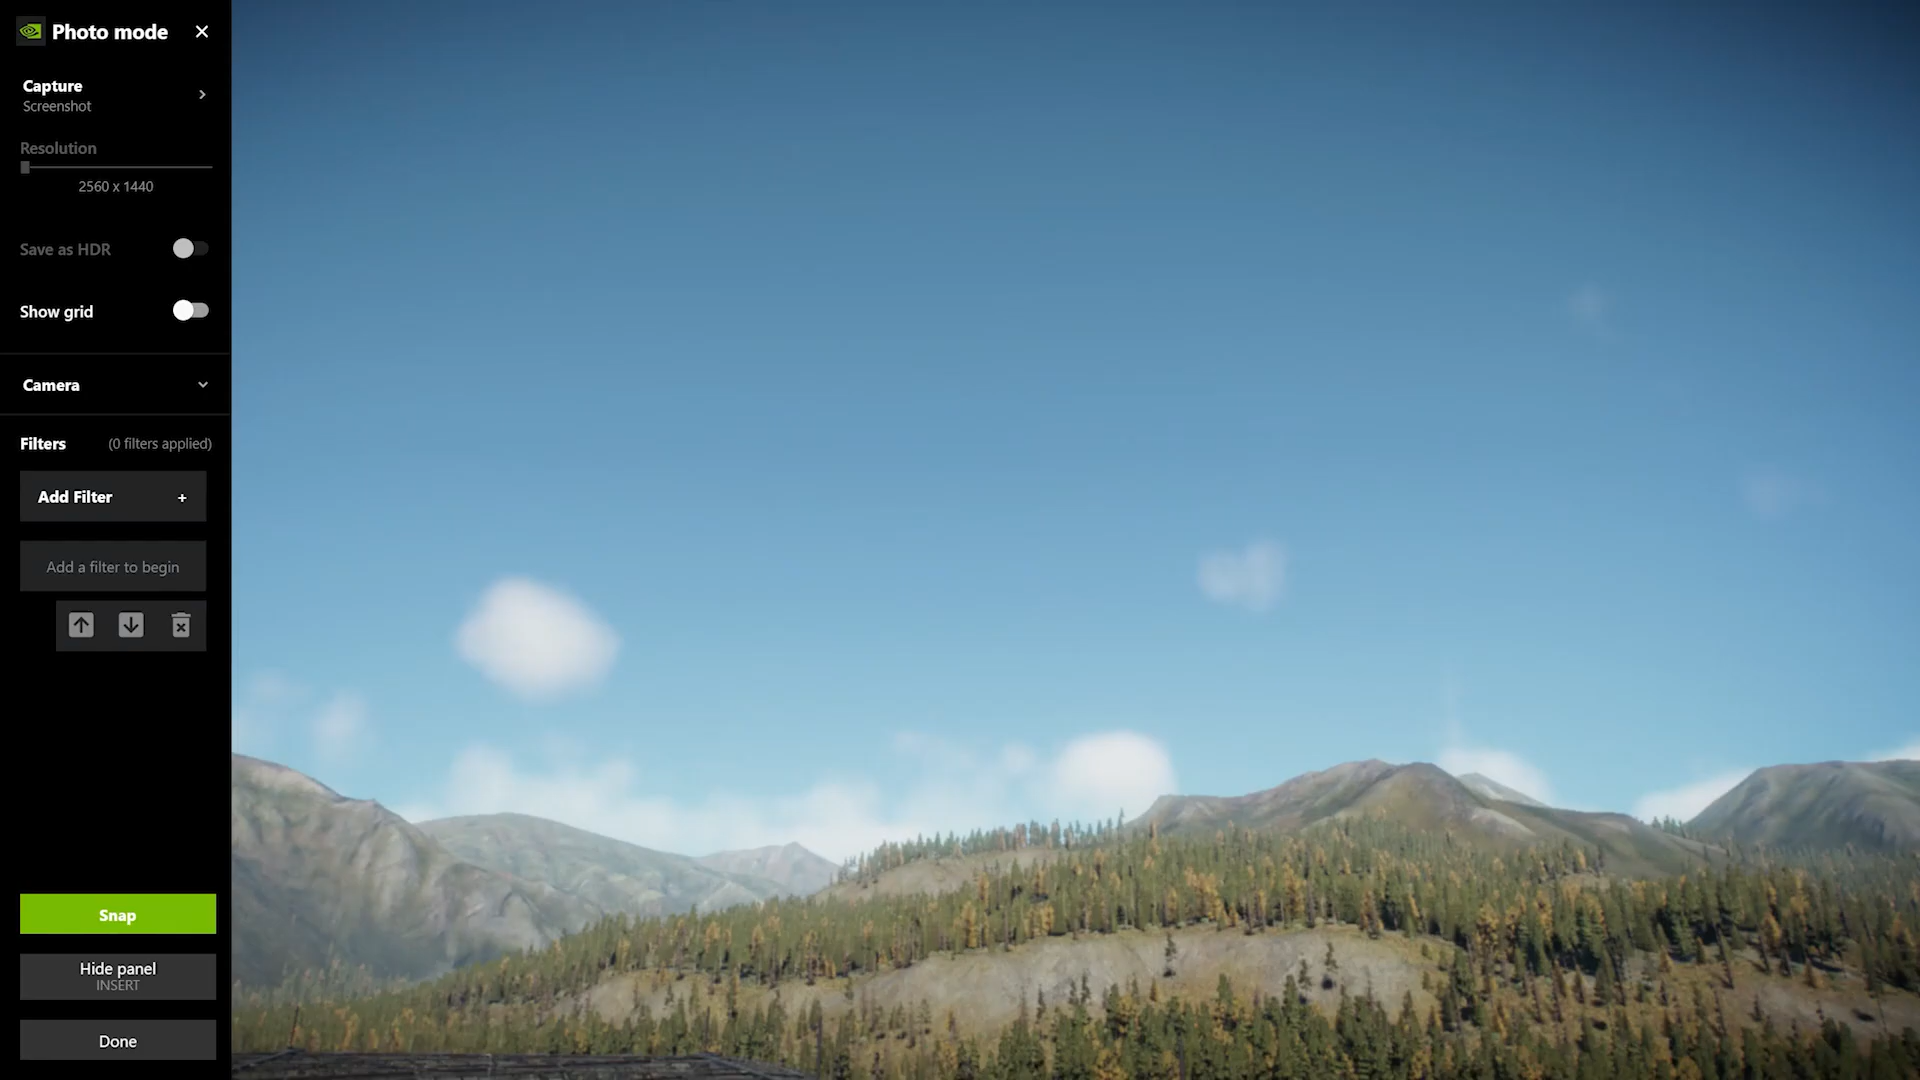 Photo mode
Capture
Screenshot
Resolution
2560 x 1440
Save as HDR
Show grid
Camera
Filters (0 filters applied)
Add Filter +
Add a filter to begin
Snap
Hide panel
INSERT
Done